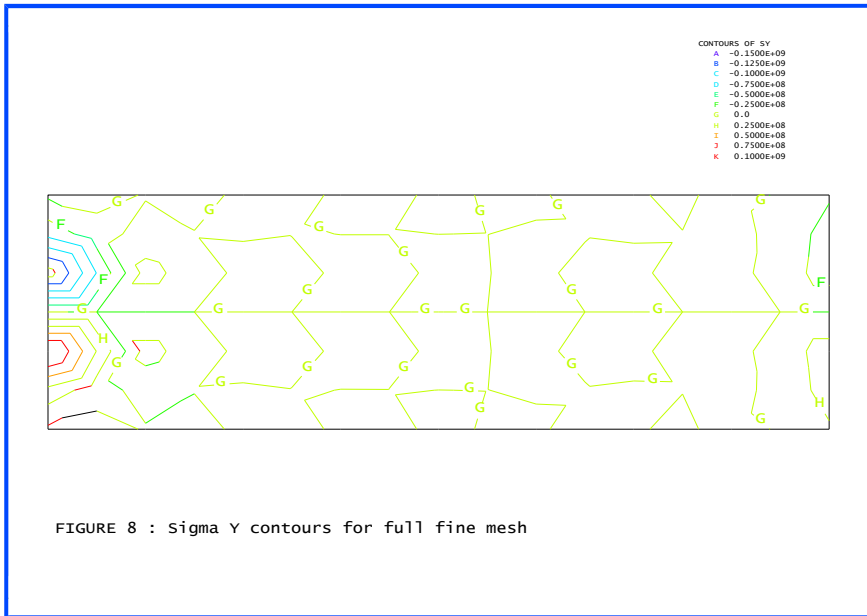 CONTOURS OF SY
A -0.1500E+09
B -0.1250E+09
C -0.1000E+09
D -0.7500E+08
E -0.5000E+08
F -0.2500E+08
G 0.0
H 0.2500E+08
I 0.5000E+08
J 0.7500E+08
K 0.1000E+09
G G G G G
F G G
F G G F
G G G G G G
H G G G
G G G H
G G
FIGURE 8 : Sigma Y contours for full fine mesh